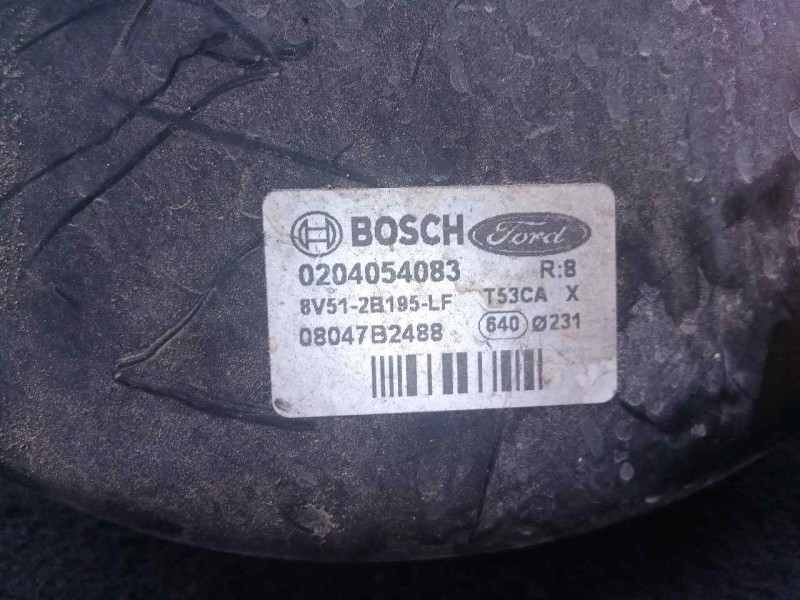 BOSCH Ford
0204054083 R:8
8V51-2B195-LF T53CA X
08047B2488 640 Ø231